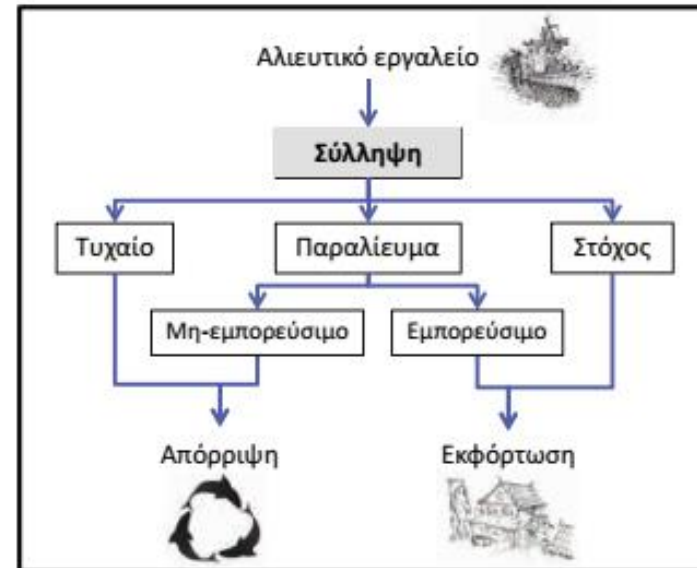 Αλιευτικό εργαλείο
Σύλληψη
Τυχαίο
Παραλίευμα
Στόχος
Μη-εμπορεύσιμο
Εμπορεύσιμο
Απόρριψη
Εκφόρτωση